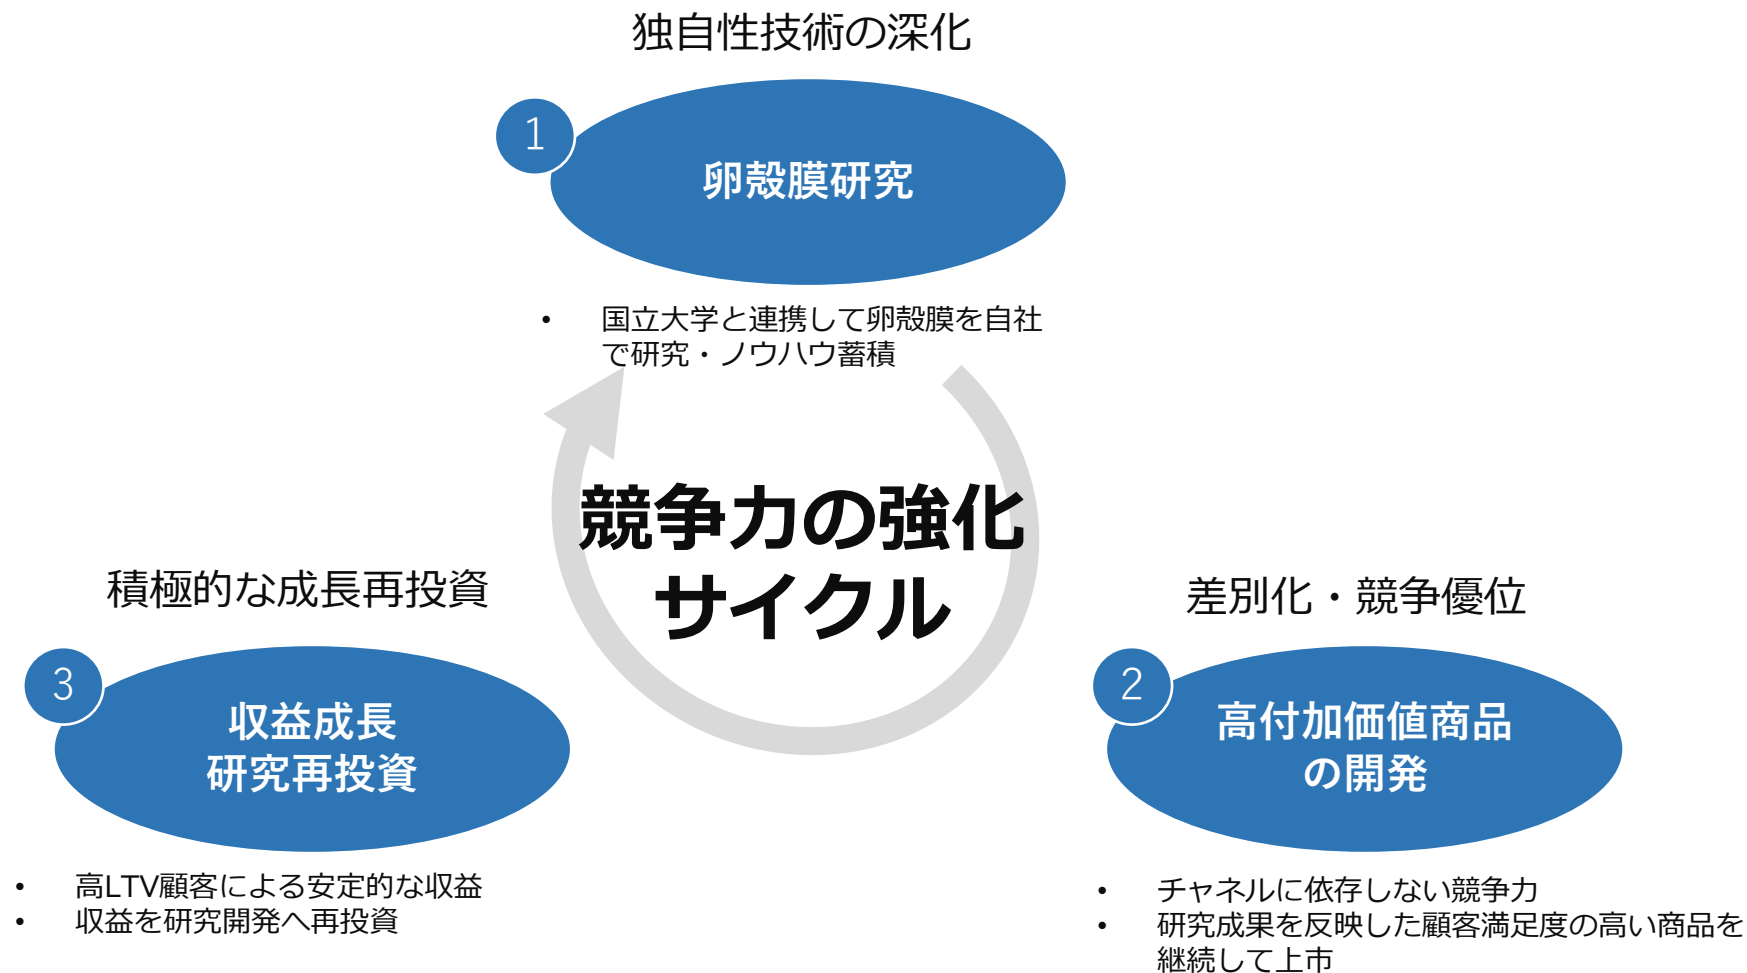 独自性技術の深化
1
卵殻膜研究
• 国立大学と連携して卵殻膜を自社
で研究・ノウハウ蓄積
競争力の強化
サイクル
積極的な成長再投資
3
収益成長
研究再投資
• 高LTV顧客による安定的な収益
• 収益を研究開発へ再投資
差別化・競争優位
2
高付加価値商品
の開発
• チャネルに依存しない競争力
• 研究成果を反映した顧客満足度の高い商品を
継続して上市